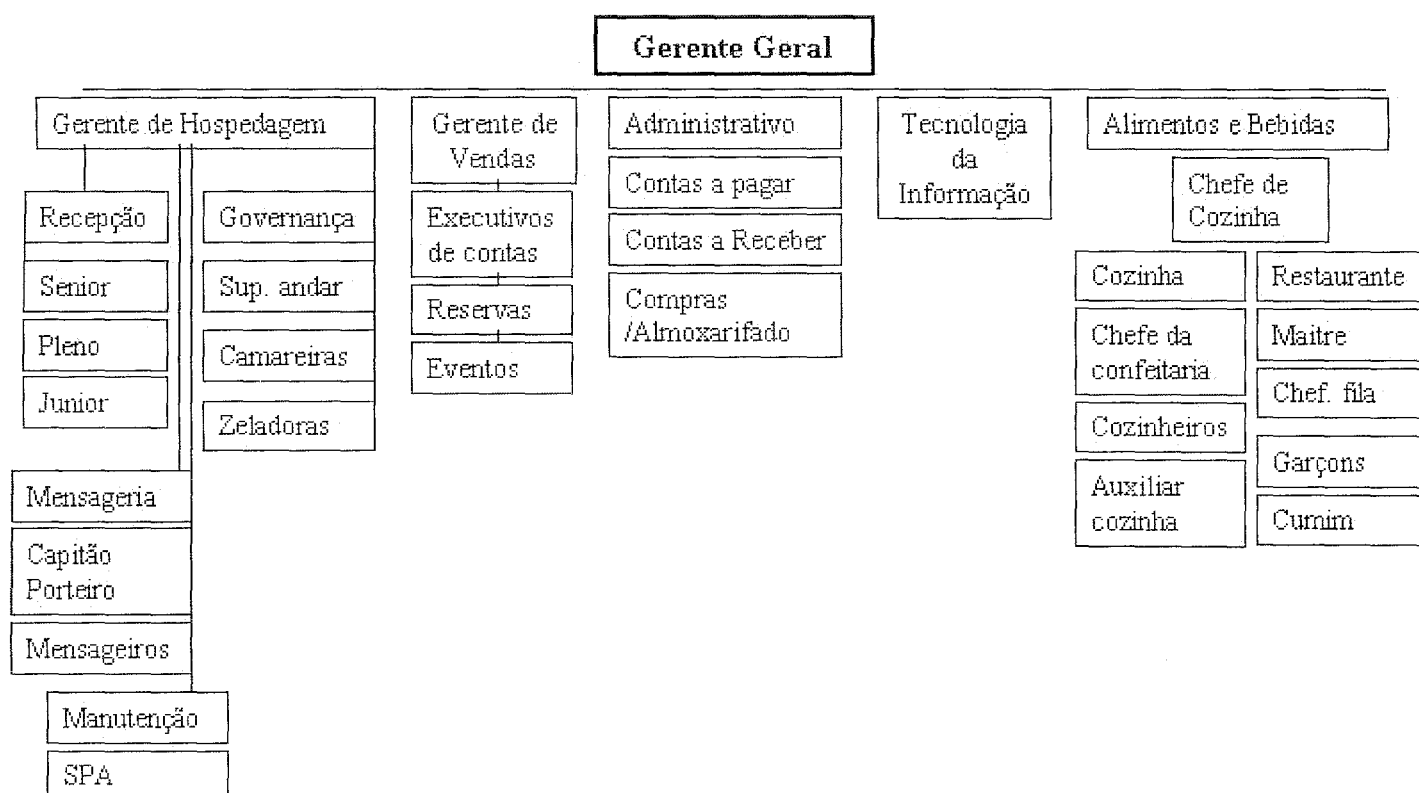 Gerente Geral
Gerente de Hospedagem
Recepção
Senior
Pleno
Junior
Governança
Sup. andar
Camareiras
Zeladoras
Mensageria
Capitão
Porteiro
Mensageiros
Manutenção
SPA
Gerente de
Vendas
Executivos
de contas
Reservas
Eventos
Administrativo
Contas a pagar
Contas a Receber
Compras
/Almoxarifado
Tecnologia
da
Informação
Alimentos e Bebidas
Chefe de
Cozinha
Cozinha
Chefe da
confeitaria
Cozinheiros
Auxiliar
cozinha
Restaurante
Maitre
Chef. fila
Garçons
Cumim